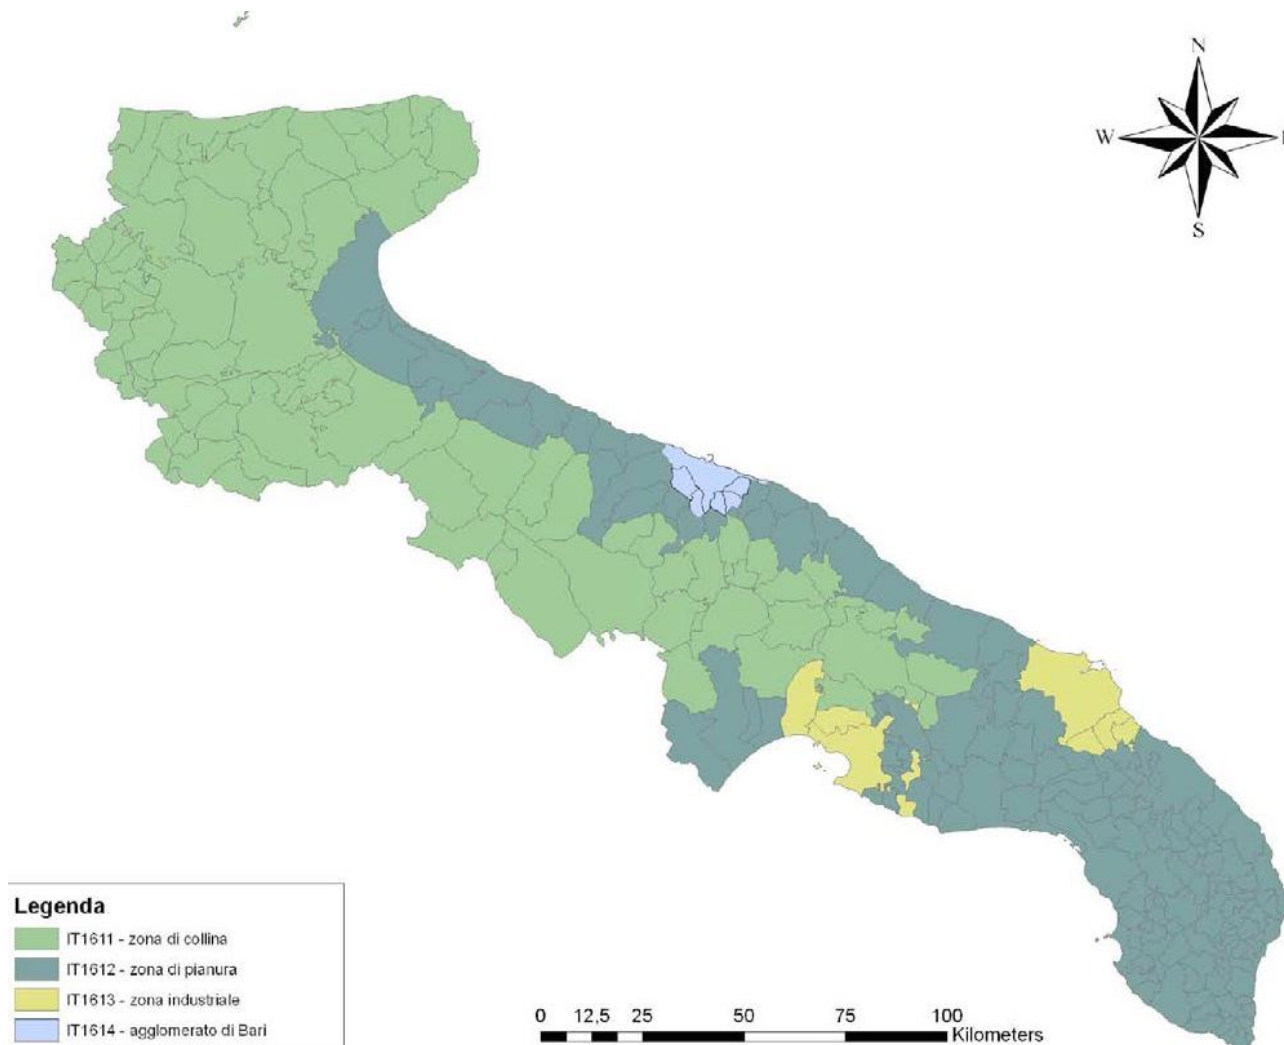 N
W
S
Legenda
IT1611 - zona di collina
IT1612 - zona di pianura
IT1613 - zona industriale
IT1614 - agglomerato di Bari
0 12,5 25 50 75 100
Kilometers